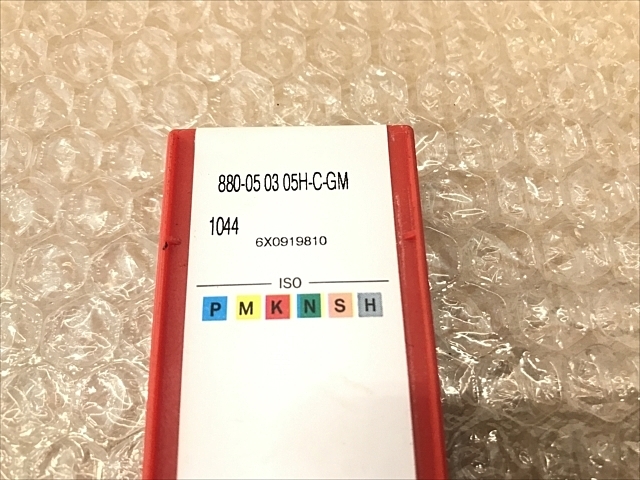 880-05 03 05H-C-GM
1044
6X0919810
ISO
P M K N S H